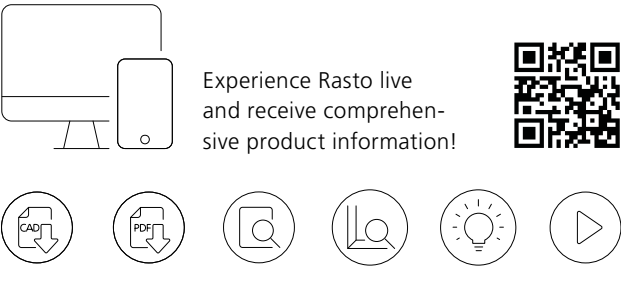 Experience Rasto live
and receive comprehen-
sive product information!
CAD
PDF